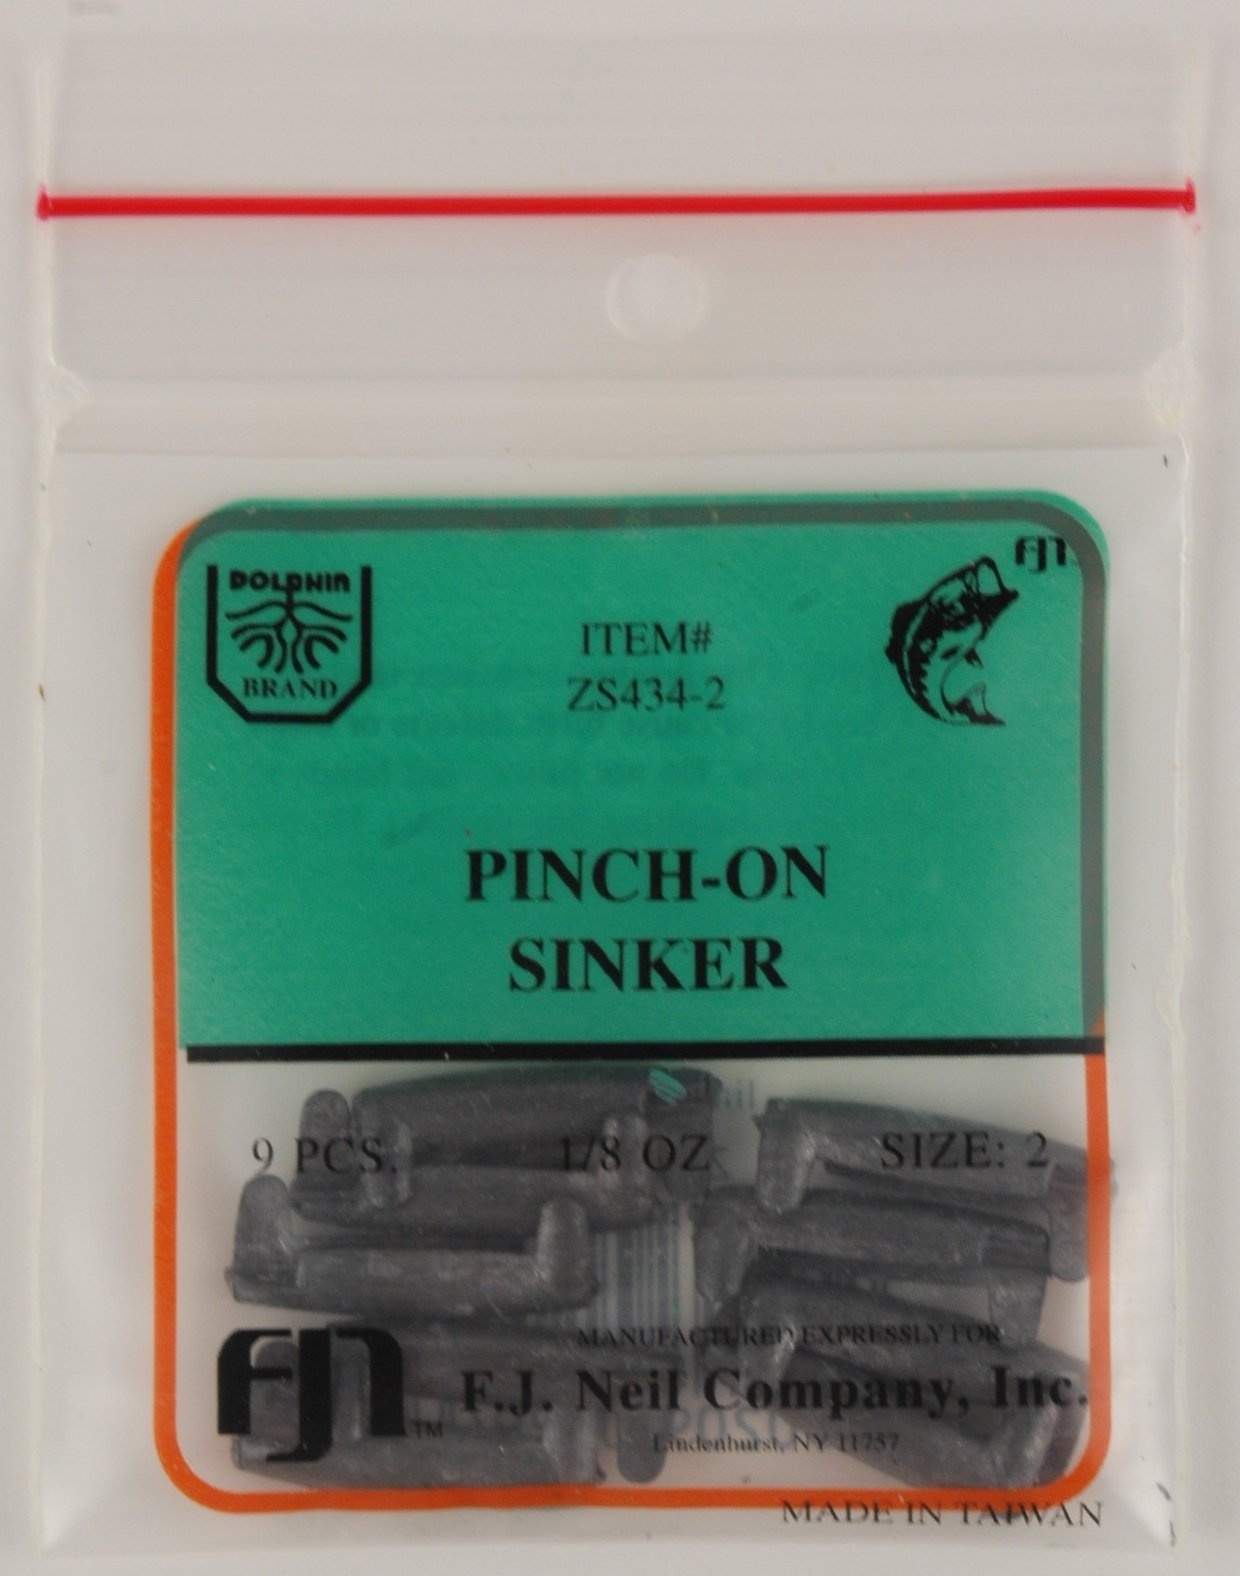 DOLPHIN
BRAND
FJN
ITEM#
ZS434-2
PINCH-ON
SINKER
9 PCS.
1/8 OZ
SIZE: 2
MANUFACTURED EXPRESSLY FOR
FJN™
F.J. Neil Company, Inc.
Lindenhurst, NY 11757
MADE IN TAIWAN